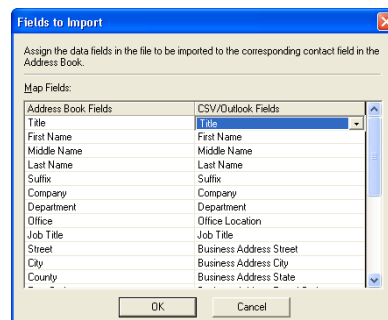 Fields to Import
Assign the data fields in the file to be imported to the corresponding contact field in the
Address Book.
Map Fields:
Address Book Fields CSV/Outlook Fields
Title Title
First Name First Name
Middle Name Middle Name
Last Name Last Name
Suffix Suffix
Company Company
Department Department
Office Office Location
Job Title Job Title
Street Business Address Street
City Business Address City
County Business Address State
OK Cancel